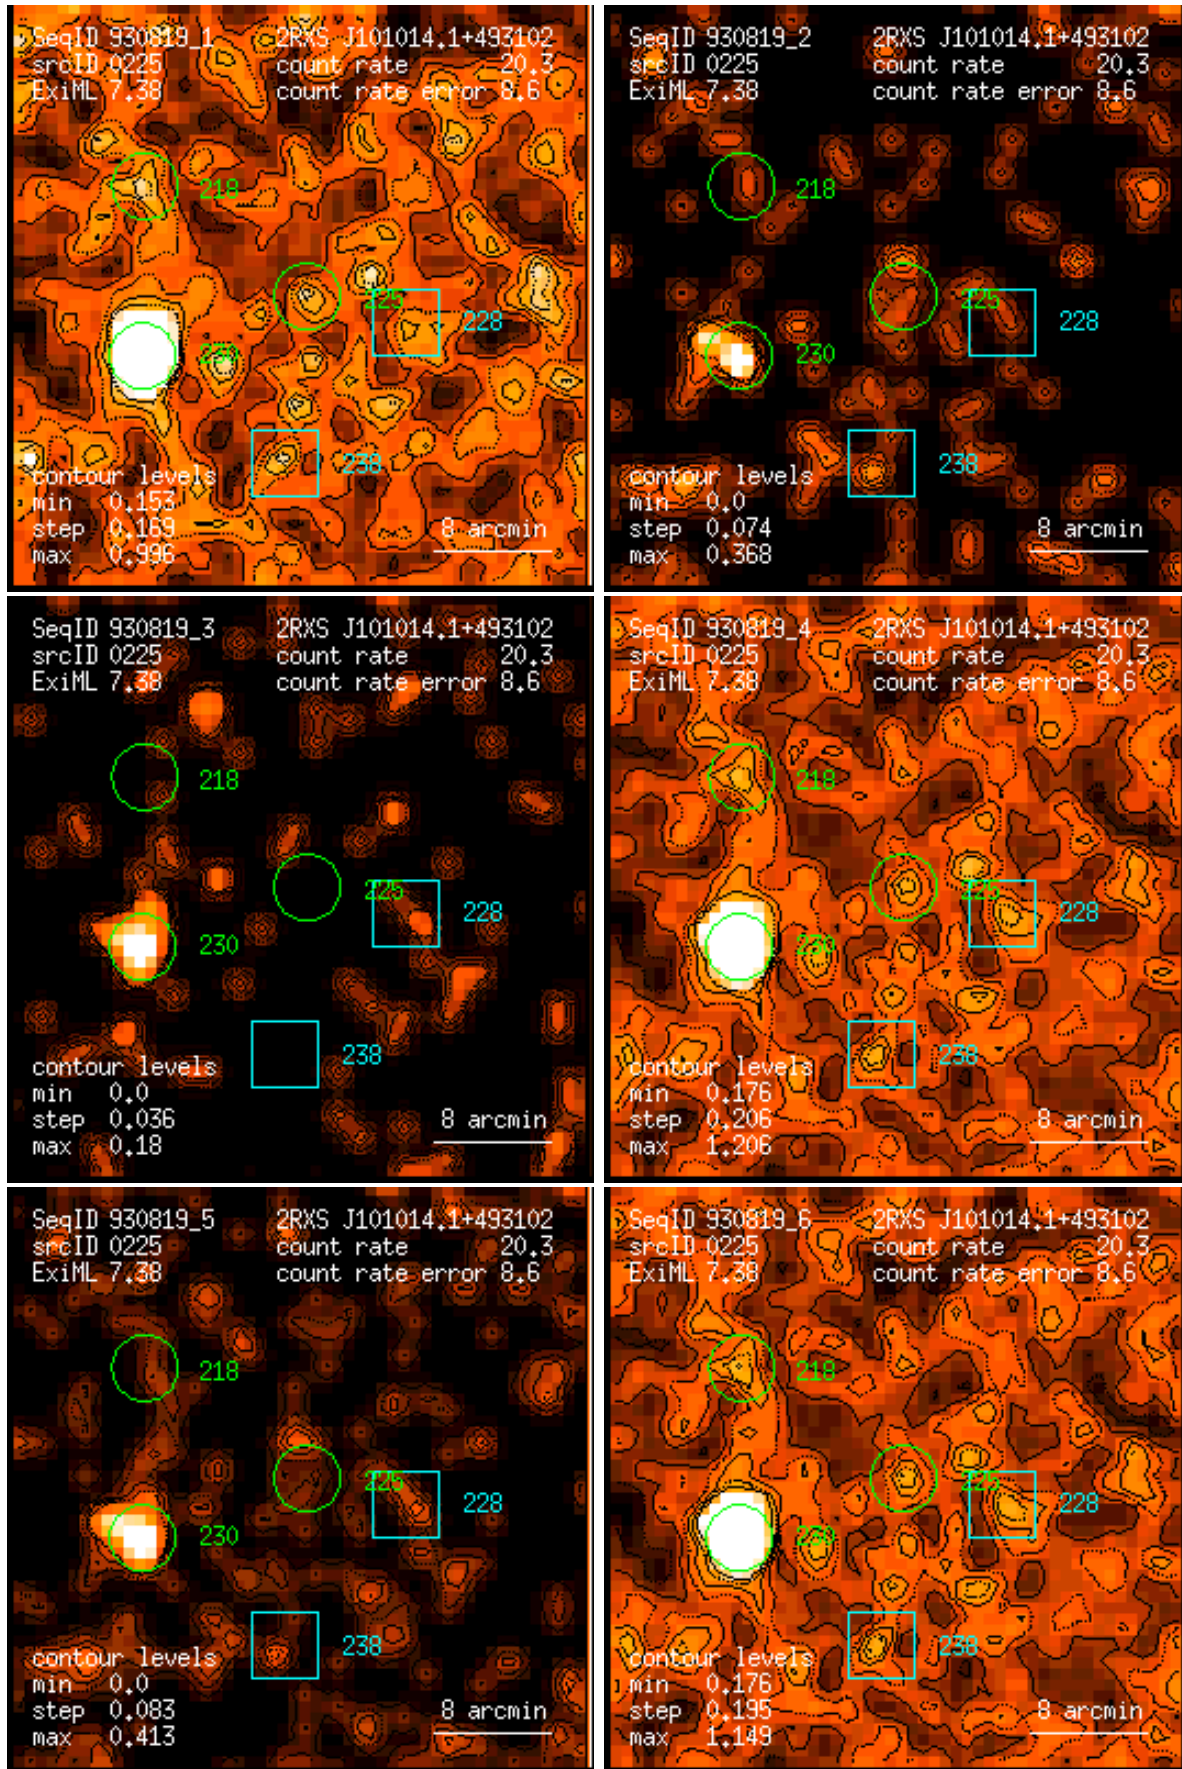 SeqID 930819_1 2RXS J101014.1+493102
srcID 0225 count rate 20.3
ExiML 7.38 count rate error 8.6
218
225
228
230
238
contour levels
min 0.153
step 0.169
max 0.996
8 arcmin
SeqID 930819_2 2RXS J101014.1+493102
srcID 0225 count rate 20.3
ExiML 7.38 count rate error 8.6
218
225
228
230
238
contour levels
min 0.0
step 0.074
max 0.368
8 arcmin
SeqID 930819_3 2RXS J101014.1+493102
srcID 0225 count rate 20.3
ExiML 7.38 count rate error 8.6
218
225
228
230
238
contour levels
min 0.0
step 0.036
max 0.18
8 arcmin
SeqID 930819_4 2RXS J101014.1+493102
srcID 0225 count rate 20.3
ExiML 7.38 count rate error 8.6
218
225
228
230
238
contour levels
min 0.176
step 0.206
max 1.206
8 arcmin
SeqID 930819_5 2RXS J101014.1+493102
srcID 0225 count rate 20.3
ExiML 7.38 count rate error 8.6
218
225
228
230
238
contour levels
min 0.0
step 0.083
max 0.413
8 arcmin
SeqID 930819_6 2RXS J101014.1+493102
srcID 0225 count rate 20.3
ExiML 7.38 count rate error 8.6
218
225
228
230
238
contour levels
min 0.176
step 0.195
max 1.149
8 arcmin